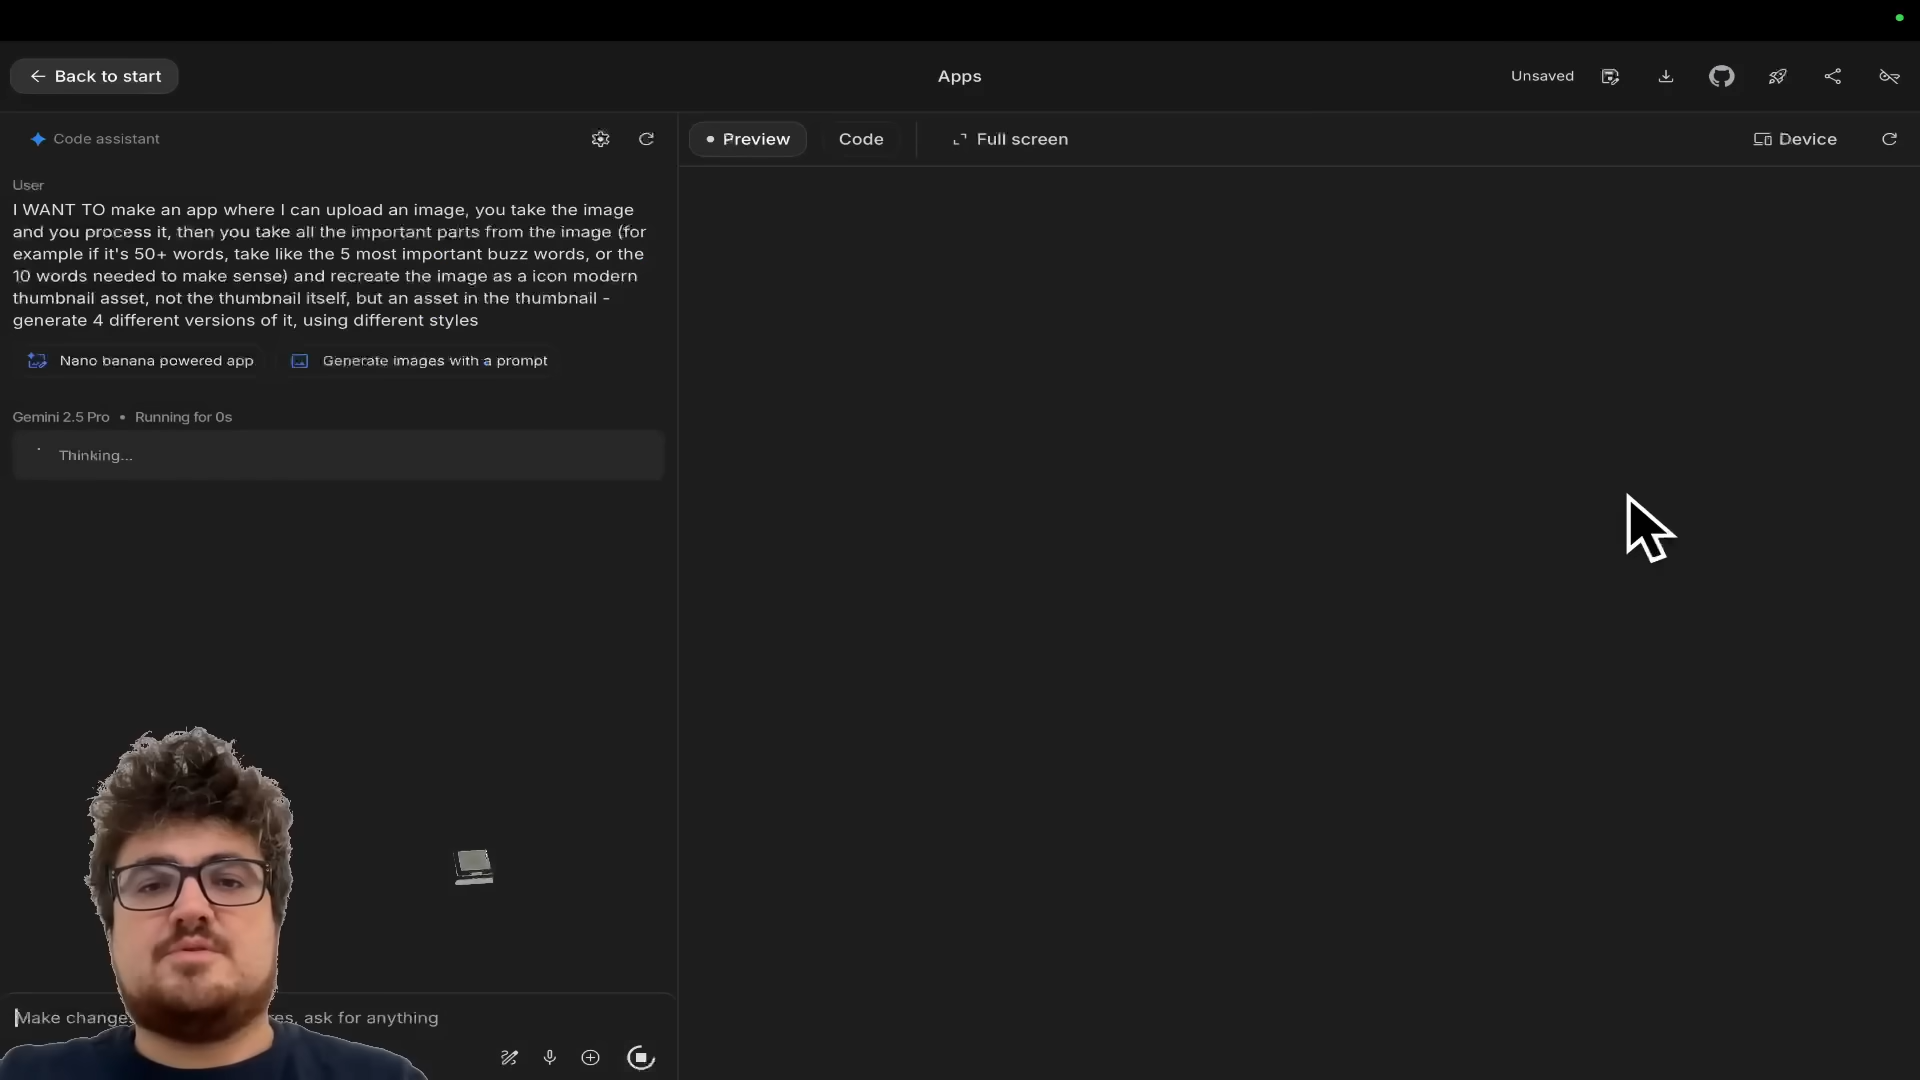 Back to start
Apps
Unsaved
Code assistant
Preview
Code
Full screen
Device
User
I WANT TO make an app where I can upload an image, you take the image
and you process it, then you take all the important parts from the image (for
example if it's 50+ words, take like the 5 most important buzz words, or the
10 words needed to make sense) and recreate the image as a icon modern
thumbnail asset, not the thumbnail itself, but an asset in the thumbnail -
generate 4 different versions of it, using different styles
Nano banana powered app
Generate images with a prompt
Gemini 2.5 Pro • Running for 0s
Thinking...
Make changes
res, ask for anything